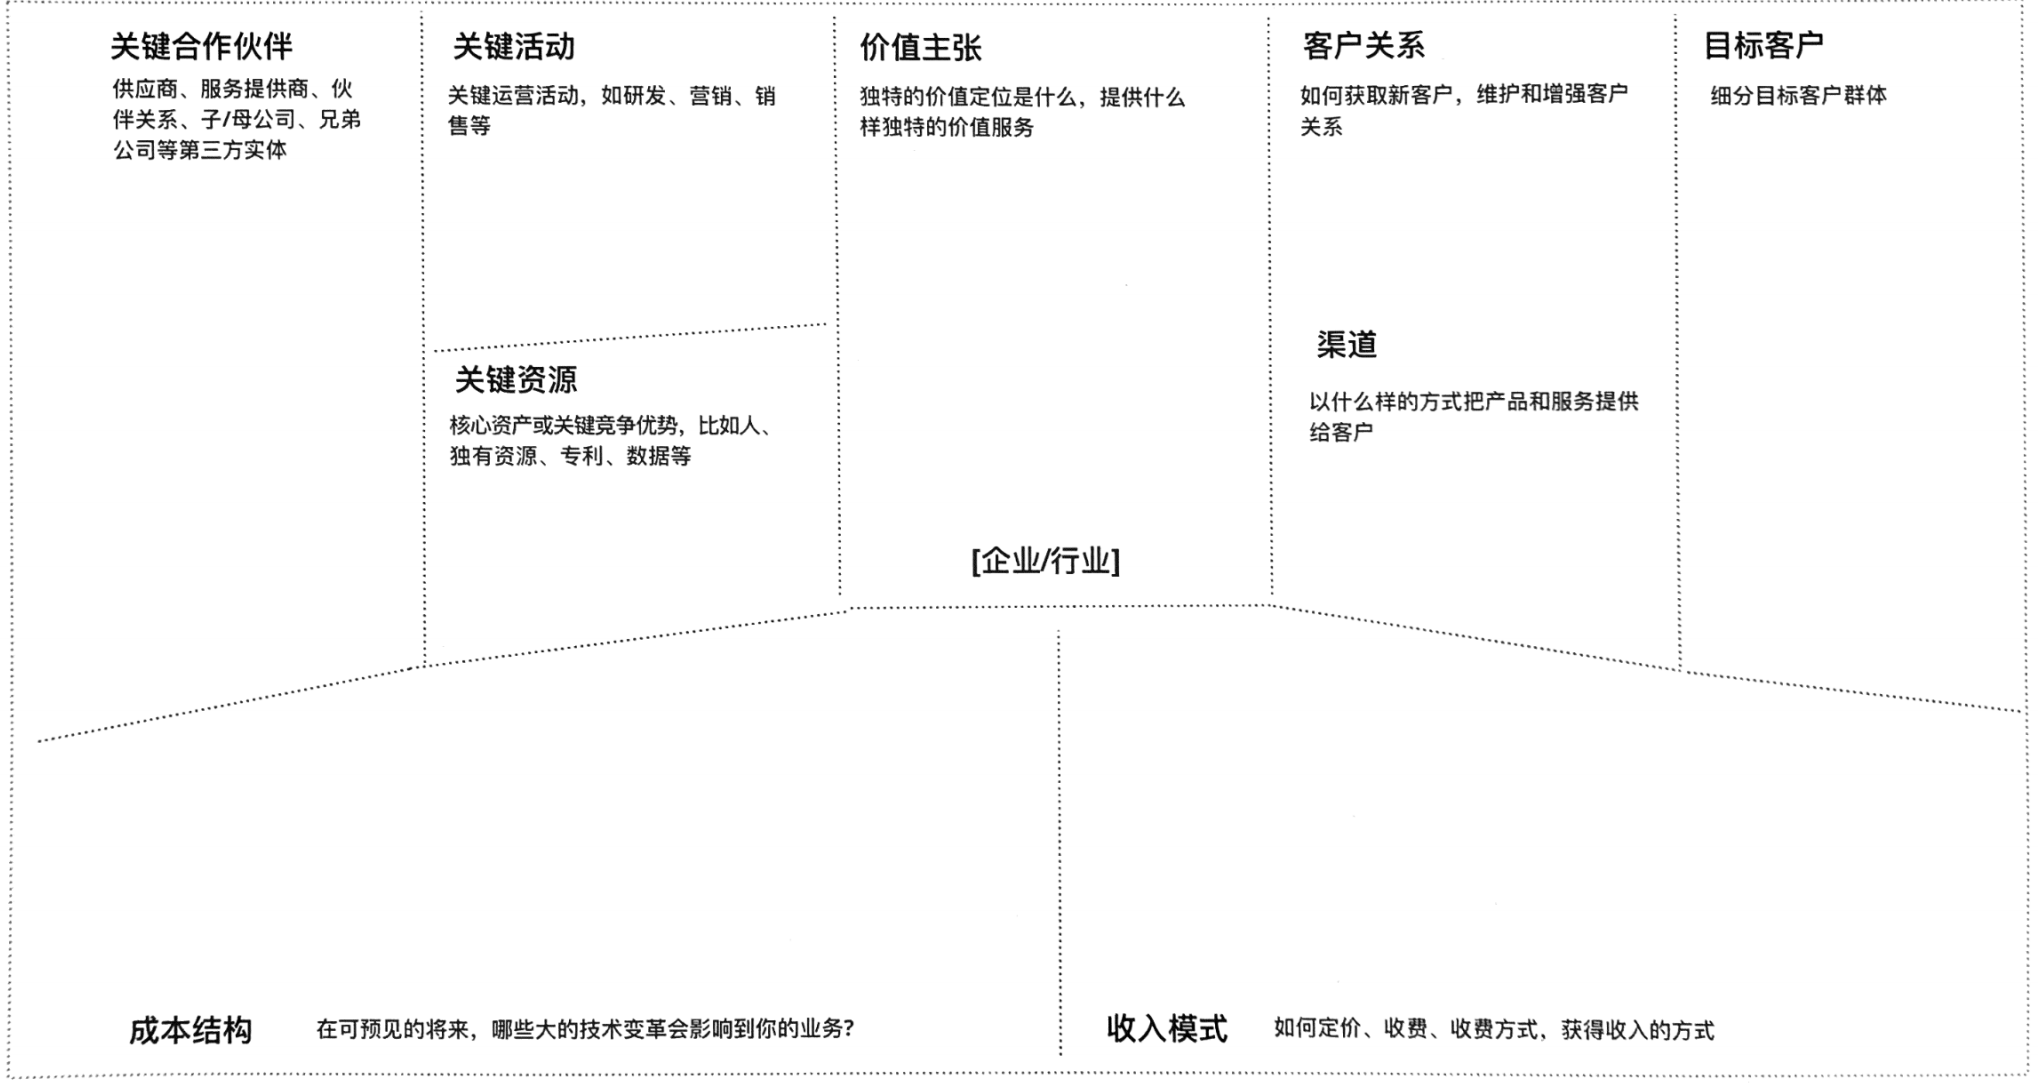 关键合作伙伴
供应商、服务提供商、伙
伴关系、子/母公司、兄弟
公司等第三方实体
关键活动
关键运营活动，如研发、营销、销
售等
关键资源
核心资产或关键竞争优势，比如人、
独有资源、专利、数据等
价值主张
独特的价值定位是什么，提供什么
样独特的价值服务
[企业/行业]
客户关系
如何获取新客户，维护和增强客户
关系
渠道
以什么样的方式把产品和服务提供
给客户
目标客户
细分目标客户群体
成本结构 在可预见的将来，哪些大的技术变革会影响到你的业务？
收入模式 如何定价、收费、收费方式，获得收入的方式